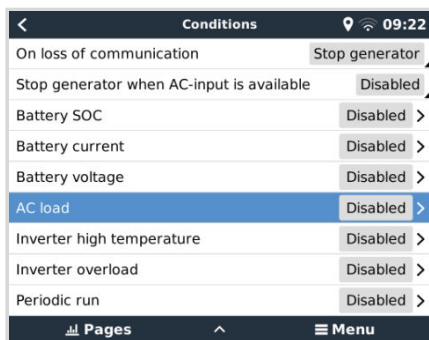 Conditions 09:22
On loss of communication Stop generator
Stop generator when AC-input is available Disabled
Battery SOC Disabled
Battery current Disabled
Battery voltage Disabled
AC load Disabled
Inverter high temperature Disabled
Inverter overload Disabled
Periodic run Disabled
Pages Menu